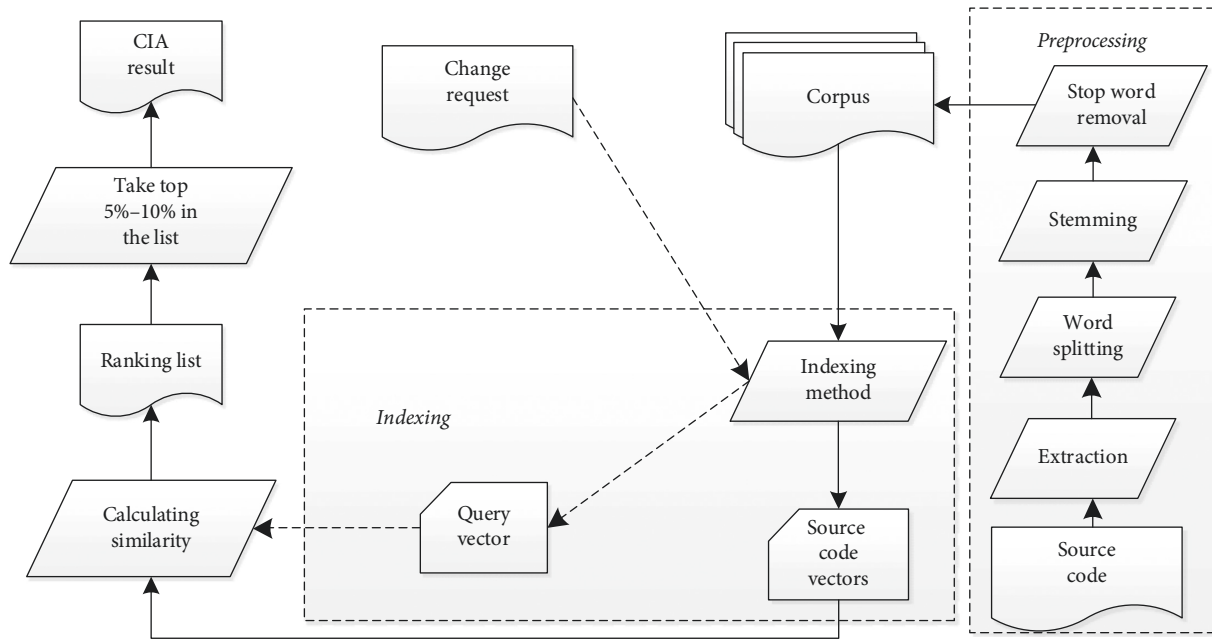 CIA
result
Change
request
Corpus
Preprocessing
Stop word
removal
Take top
5%–10% in
the list
Stemming
Word
splitting
Ranking list
Indexing
method
Indexing
Extraction
Calculating
similarity
Query
vector
Source
code
vectors
Source
code